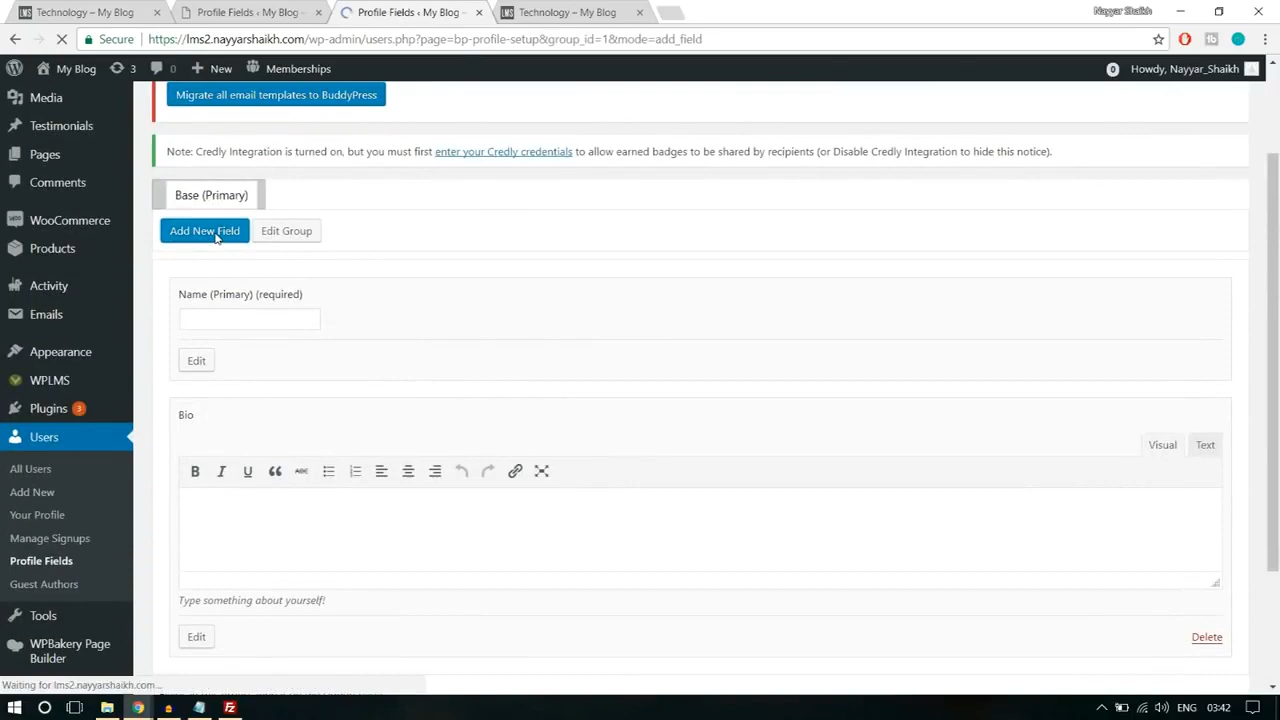 Technology – My Blog
Profile Fields ‹ My Blog –
Profile Fields ‹ My Blog –
Technology – My Blog
Nayyar Shaikh
Secure
https://lms2.nayyarshaikh.com/wp-admin/users.php?page=bp-profile-setup&group_id=1&mode=add_field
My Blog
3
0
New
Memberships
0
Howdy, Nayyar_Shaikh
Media
Testimonials
Pages
Comments
WooCommerce
Products
Activity
Emails
Appearance
WPLMS
Plugins 3
Users
All Users
Add New
Your Profile
Manage Signups
Profile Fields
Guest Authors
Tools
WPBakery Page
Builder
Migrate all email templates to BuddyPress
Note: Credly Integration is turned on, but you must first enter your Credly credentials to allow earned badges to be shared by recipients (or Disable Credly Integration to hide this notice).
Base (Primary)
Add New Field
Edit Group
Name (Primary) (required)
Edit
Bio
Visual
Text
B I U ABC
Type something about yourself!
Edit
Delete
Waiting for lms2.nayyarshaikh.com...
ENG
03:42